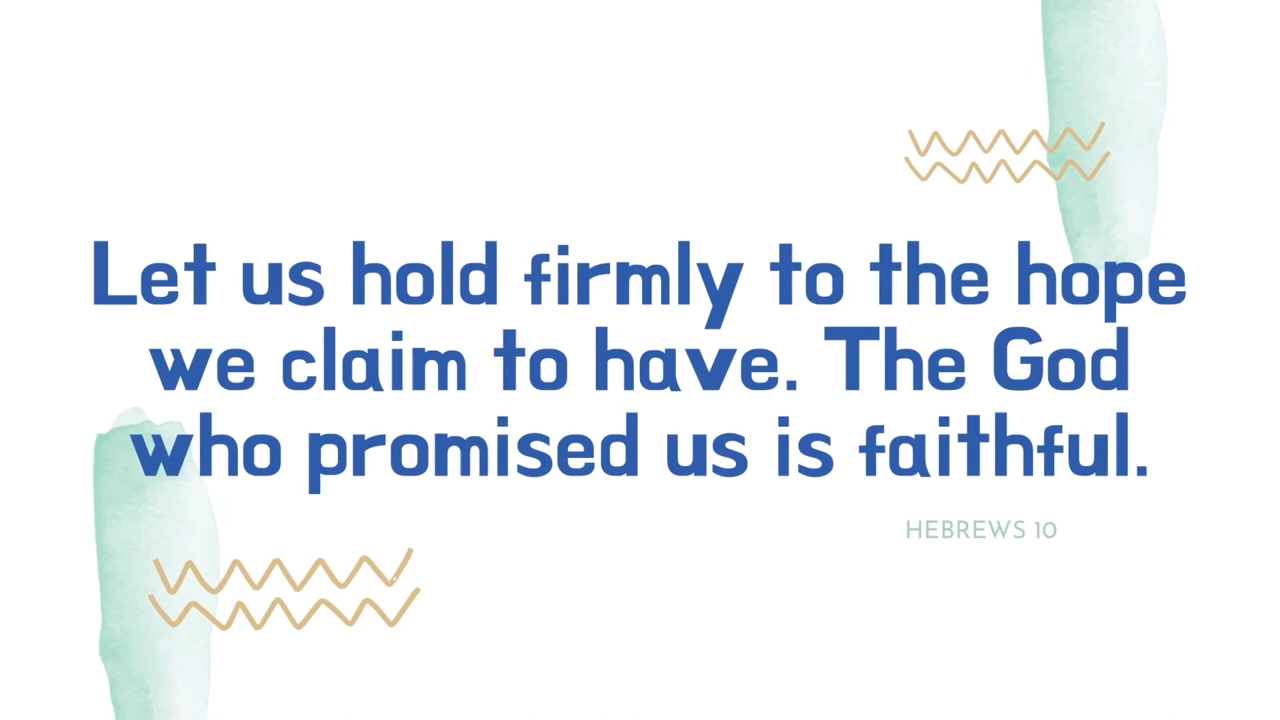 Let us hold firmly to the hope
we claim to have. The God
who promised us is faithful.
HEBREWS 10